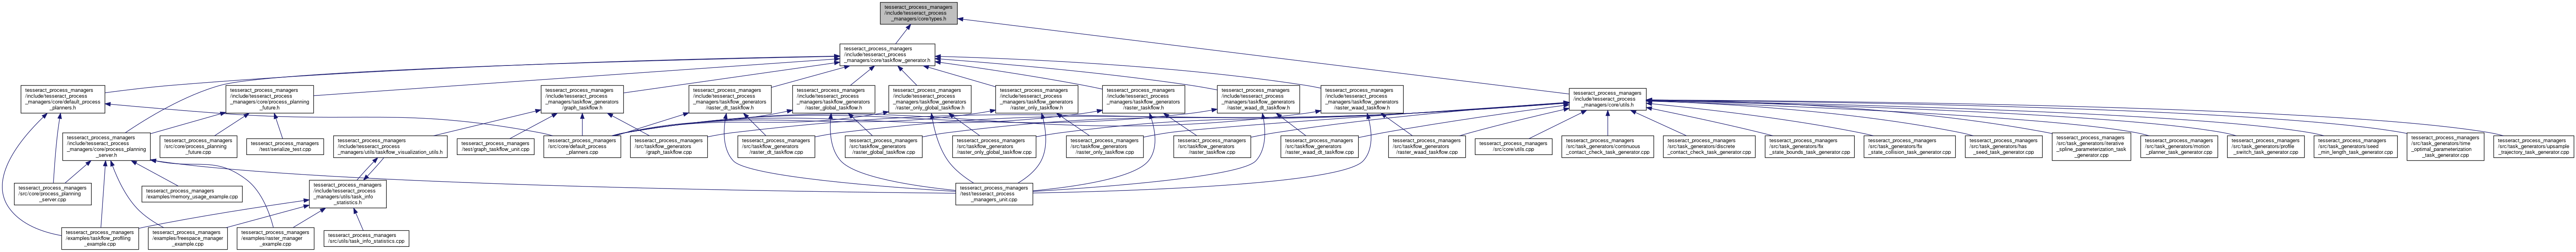 tesseract_process_managers
/include/tesseract_process
_managers/core/types.h
tesseract_process_managers
/include/tesseract_process
_managers/core/taskflow_generator.h
tesseract_process_managers
/include/tesseract_process
_managers/core/default_process
_planners.h
tesseract_process_managers
/include/tesseract_process
_managers/core/process_planning
_future.h
tesseract_process_managers
/include/tesseract_process
_managers/taskflow_generators
/graph_taskflow.h
tesseract_process_managers
/include/tesseract_process
_managers/taskflow_generators
/raster_dt_taskflow.h
tesseract_process_managers
/include/tesseract_process
_managers/taskflow_generators
/raster_global_taskflow.h
tesseract_process_managers
/include/tesseract_process
_managers/taskflow_generators
/raster_only_global_taskflow.h
tesseract_process_managers
/include/tesseract_process
_managers/taskflow_generators
/raster_only_taskflow.h
tesseract_process_managers
/include/tesseract_process
_managers/taskflow_generators
/raster_taskflow.h
tesseract_process_managers
/include/tesseract_process
_managers/taskflow_generators
/raster_waad_dt_taskflow.h
tesseract_process_managers
/include/tesseract_process
_managers/taskflow_generators
/raster_waad_taskflow.h
tesseract_process_managers
/include/tesseract_process
_managers/core/utils.h
tesseract_process_managers
/include/tesseract_process
_managers/core/process_planning
_server.h
tesseract_process_managers
/src/core/process_planning
_future.cpp
tesseract_process_managers
/test/serialize_test.cpp
tesseract_process_managers
/include/tesseract_process
_managers/utils/taskflow_visualization_utils.h
tesseract_process_managers
/test/graph_taskflow_unit.cpp
tesseract_process_managers
/src/core/default_process
_planners.cpp
tesseract_process_managers
/src/taskflow_generators
/graph_taskflow.cpp
tesseract_process_managers
/src/taskflow_generators
/raster_dt_taskflow.cpp
tesseract_process_managers
/src/taskflow_generators
/raster_global_taskflow.cpp
tesseract_process_managers
/src/taskflow_generators
/raster_only_global_taskflow.cpp
tesseract_process_managers
/src/taskflow_generators
/raster_only_taskflow.cpp
tesseract_process_managers
/src/taskflow_generators
/raster_taskflow.cpp
tesseract_process_managers
/src/taskflow_generators
/raster_waad_dt_taskflow.cpp
tesseract_process_managers
/src/taskflow_generators
/raster_waad_taskflow.cpp
tesseract_process_managers
/src/core/utils.cpp
tesseract_process_managers
/src/task_generators/continuous
_contact_check_task_generator.cpp
tesseract_process_managers
/src/task_generators/discrete
_contact_check_task_generator.cpp
tesseract_process_managers
/src/task_generators/fix
_state_bounds_task_generator.cpp
tesseract_process_managers
/src/task_generators/fix
_state_collision_task_generator.cpp
tesseract_process_managers
/src/task_generators/has
_seed_task_generator.cpp
tesseract_process_managers
/src/task_generators/iterative
_spline_parameterization_task
_generator.cpp
tesseract_process_managers
/src/task_generators/motion
_planner_task_generator.cpp
tesseract_process_managers
/src/task_generators/profile
_switch_task_generator.cpp
tesseract_process_managers
/src/task_generators/seed
_min_length_task_generator.cpp
tesseract_process_managers
/src/task_generators/time
_optimal_parameterization
_task_generator.cpp
tesseract_process_managers
/src/task_generators/upsample
_trajectory_task_generator.cpp
tesseract_process_managers
/src/core/process_planning
_server.cpp
tesseract_process_managers
/examples/memory_usage_example.cpp
tesseract_process_managers
/include/tesseract_process
_managers/utils/task_info
_statistics.h
tesseract_process_managers
/test/tesseract_process
_managers_unit.cpp
tesseract_process_managers
/examples/taskflow_profiling
_example.cpp
tesseract_process_managers
/examples/freespace_manager
_example.cpp
tesseract_process_managers
/examples/raster_manager
_example.cpp
tesseract_process_managers
/src/utils/task_info_statistics.cpp